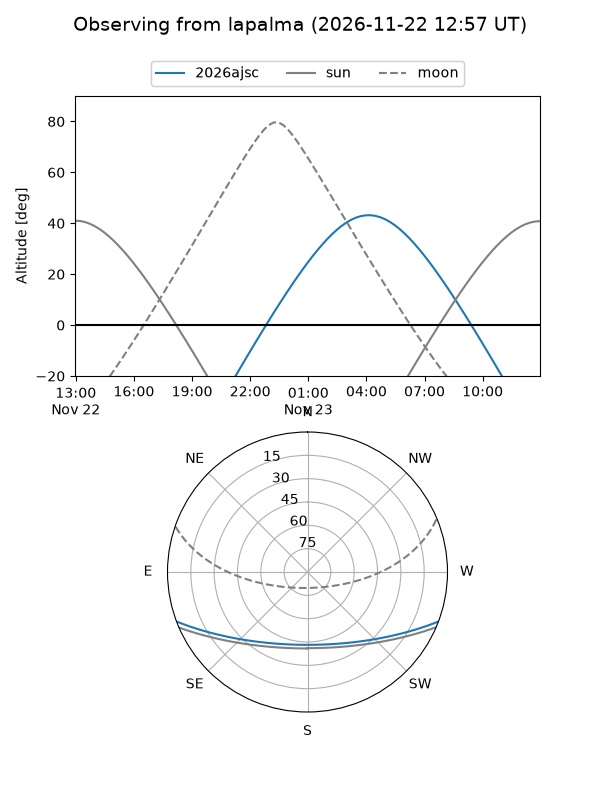 Observing from lapalma (2026-11-22 12:57 UT)
2026ajsc sun moon
Altitude [deg]
80
60
40
20
0
−20
13:00 16:00 19:00 22:00 01:00 04:00 07:00 10:00
Nov 22 Nov 23
N
NE NW
15
30
45
60
75
E W
SE SW
S